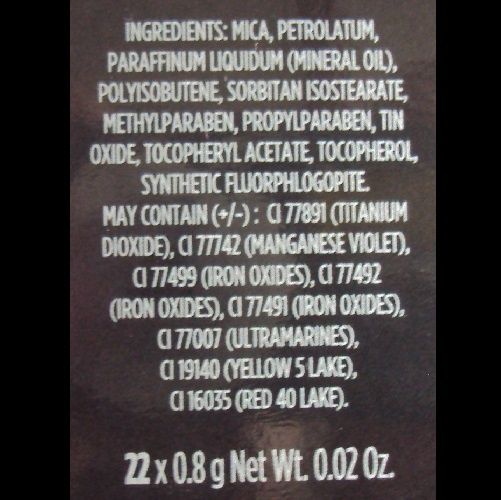 INGREDIENTS: MICA, PETROLATUM,
PARAFFINUM LIQUIDUM (MINERAL OIL),
POLYISOBUTENE, SORBITAN ISOSTEARATE,
METHYLPARABEN, PROPYLPARABEN, TIN
OXIDE, TOCOPHERYL ACETATE, TOCOPHEROL,
SYNTHETIC FLUORPHLOGOPITE.
MAY CONTAIN (+/-) : CI 77891 (TITANIUM
DIOXIDE), CI 77742 (MANGANESE VIOLET),
CI 77499 (IRON OXIDES), CI 77492
(IRON OXIDES), CI 77491 (IRON OXIDES),
CI 77007 (ULTRAMARINES),
CI 19140 (YELLOW 5 LAKE),
CI 16035 (RED 40 LAKE).
22 x 0.8 g Net Wt. 0.02 Oz.